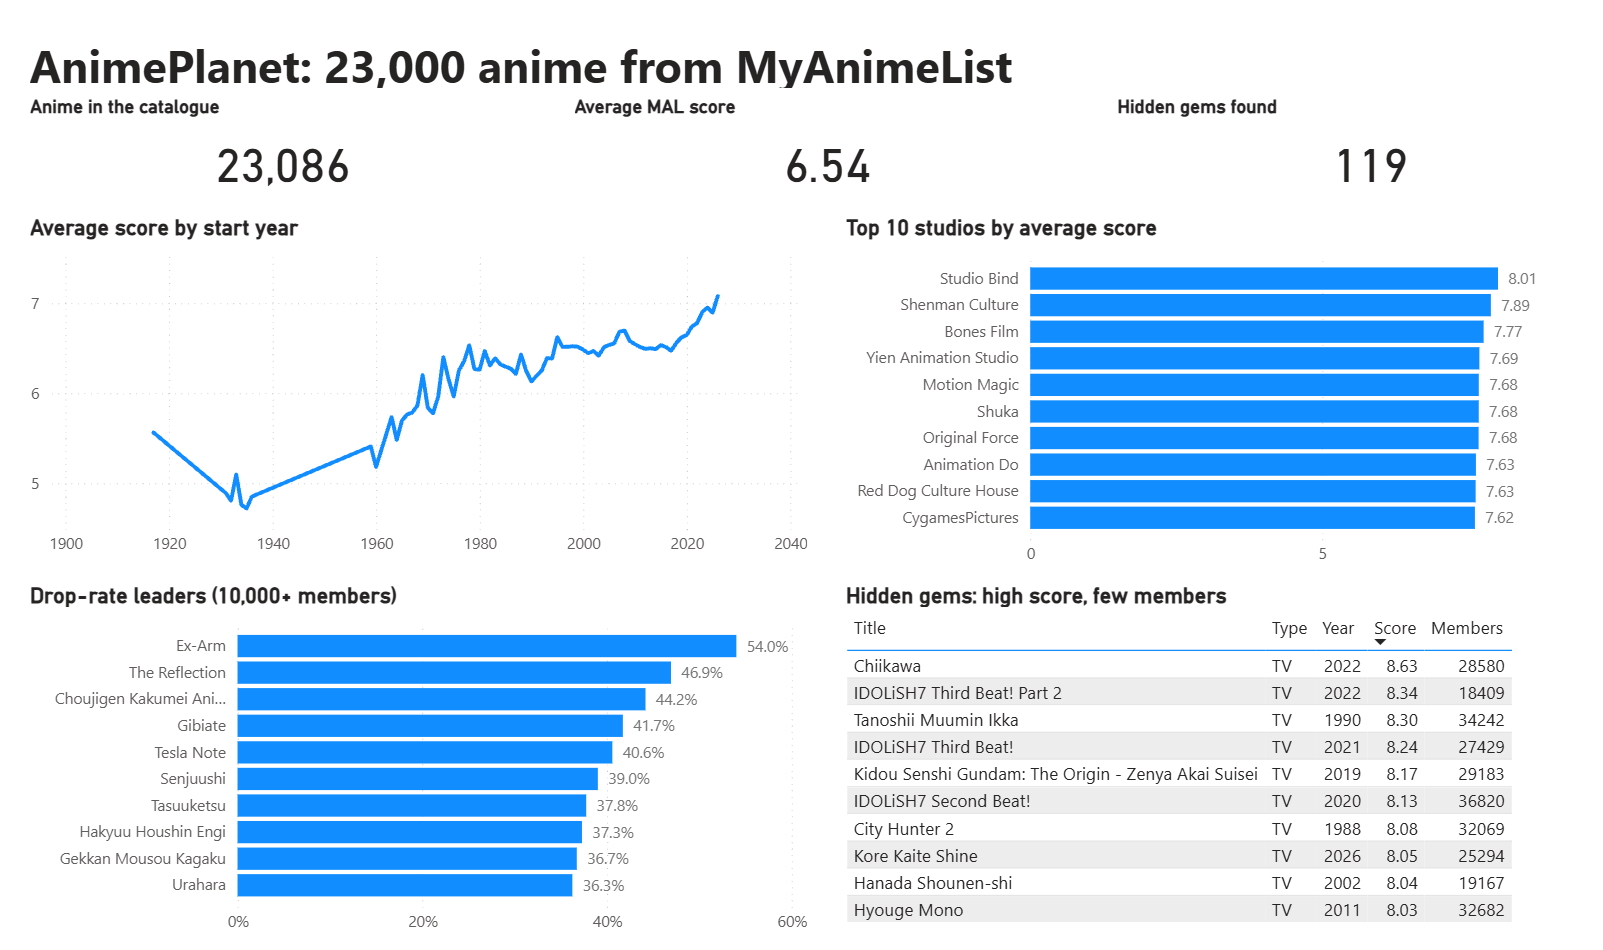 AnimePlanet: 23,000 anime from MyAnimeList
Anime in the catalogue
Average MAL score
Hidden gems found
23,086
6.54
119
Average score by start year
7
6
5
1900 1920 1940 1960 1980 2000 2020 2040
Top 10 studios by average score
Studio Bind 8.01
Shenman Culture 7.89
Bones Film 7.77
Yien Animation Studio 7.69
Motion Magic 7.68
Shuka 7.68
Original Force 7.68
Animation Do 7.63
Red Dog Culture House 7.63
CygamesPictures 7.62
0 5
Drop-rate leaders (10,000+ members)
Ex-Arm 54.0%
The Reflection 46.9%
Choujigen Kakumei Ani... 44.2%
Gibiate 41.7%
Tesla Note 40.6%
Senjuushi 39.0%
Tasuuketsu 37.8%
Hakyuu Houshin Engi 37.3%
Gekkan Mousou Kagaku 36.7%
Urahara 36.3%
0% 20% 40% 60%
Hidden gems: high score, few members
Title Type Year Score Members
Chiikawa TV 2022 8.63 28580
IDOLiSH7 Third Beat! Part 2 TV 2022 8.34 18409
Tanoshii Muumin Ikka TV 1990 8.30 34242
IDOLiSH7 Third Beat! TV 2021 8.24 27429
Kidou Senshi Gundam: The Origin - Zenya Akai Suisei TV 2019 8.17 29183
IDOLiSH7 Second Beat! TV 2020 8.13 36820
City Hunter 2 TV 1988 8.08 32069
Kore Kaite Shine TV 2026 8.05 25294
Hanada Shounen-shi TV 2002 8.04 19167
Hyouge Mono TV 2011 8.03 32682